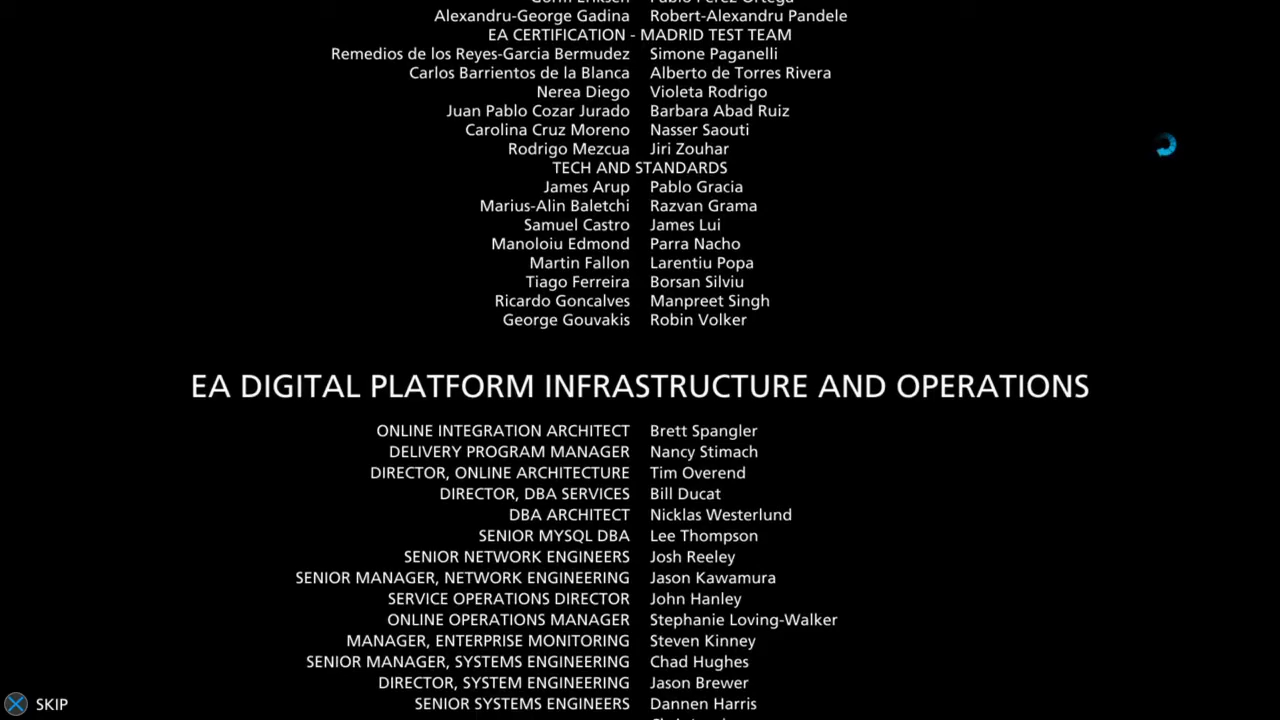 Alexandru-George Gadina Robert-Alexandru Pandele
EA CERTIFICATION - MADRID TEST TEAM
Remedios de los Reyes-Garcia Bermudez Simone Paganelli
Carlos Barrientos de la Blanca Alberto de Torres Rivera
Nerea Diego Violeta Rodrigo
Juan Pablo Cozar Jurado Barbara Abad Ruiz
Carolina Cruz Moreno Nasser Saouti
Rodrigo Mezcua Jiri Zouhar
TECH AND STANDARDS
James Arup Pablo Gracia
Marius-Alin Baletchi Razvan Grama
Samuel Castro James Lui
Manoloiu Edmond Parra Nacho
Martin Fallon Larentiu Popa
Tiago Ferreira Borsan Silviu
Ricardo Goncalves Manpreet Singh
George Gouvakis Robin Volker
EA DIGITAL PLATFORM INFRASTRUCTURE AND OPERATIONS
ONLINE INTEGRATION ARCHITECT Brett Spangler
DELIVERY PROGRAM MANAGER Nancy Stimach
DIRECTOR, ONLINE ARCHITECTURE Tim Overend
DIRECTOR, DBA SERVICES Bill Ducat
DBA ARCHITECT Nicklas Westerlund
SENIOR MYSQL DBA Lee Thompson
SENIOR NETWORK ENGINEERS Josh Reeley
SENIOR MANAGER, NETWORK ENGINEERING Jason Kawamura
SERVICE OPERATIONS DIRECTOR John Hanley
ONLINE OPERATIONS MANAGER Stephanie Loving-Walker
MANAGER, ENTERPRISE MONITORING Steven Kinney
SENIOR MANAGER, SYSTEMS ENGINEERING Chad Hughes
DIRECTOR, SYSTEM ENGINEERING Jason Brewer
SENIOR SYSTEMS ENGINEERS Dannen Harris
SKIP